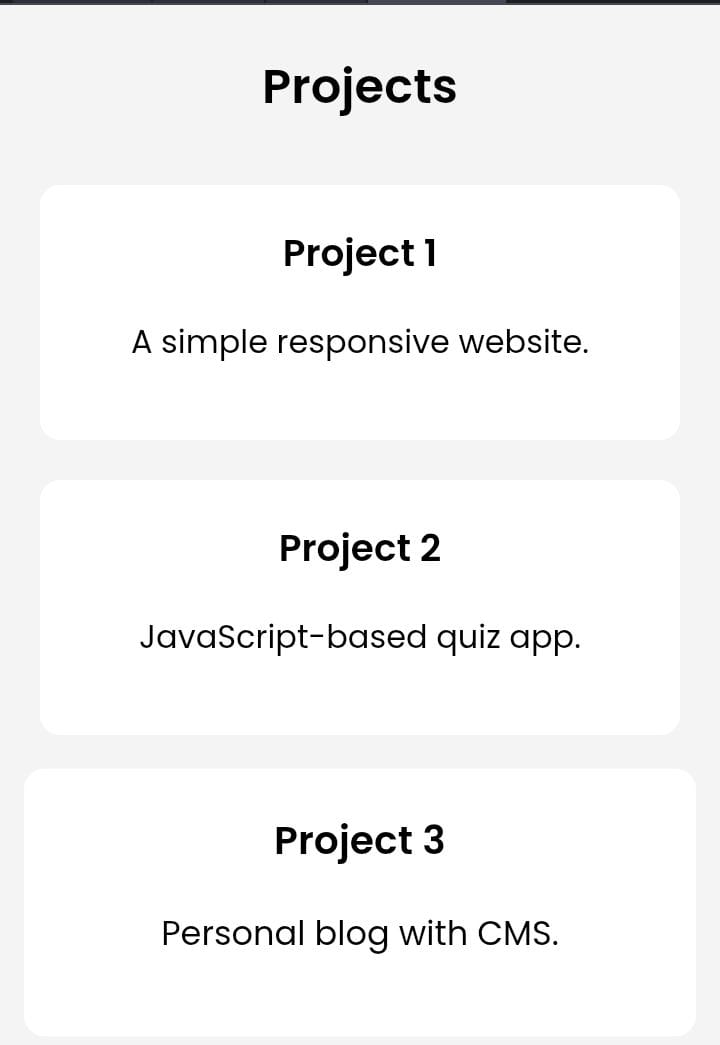 Projects
Project 1
A simple responsive website.
Project 2
JavaScript-based quiz app.
Project 3
Personal blog with CMS.